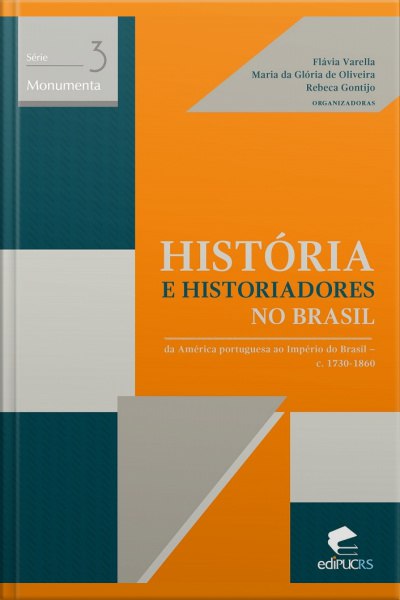 Série 3
Monumenta
Flávia Varella
Maria da Glória de Oliveira
Rebeca Gontijo
ORGANIZADORAS
HISTÓRIA
E HISTORIADORES
NO BRASIL
da América portuguesa ao Império do Brasil –
c. 1730-1860
ediPUCRS